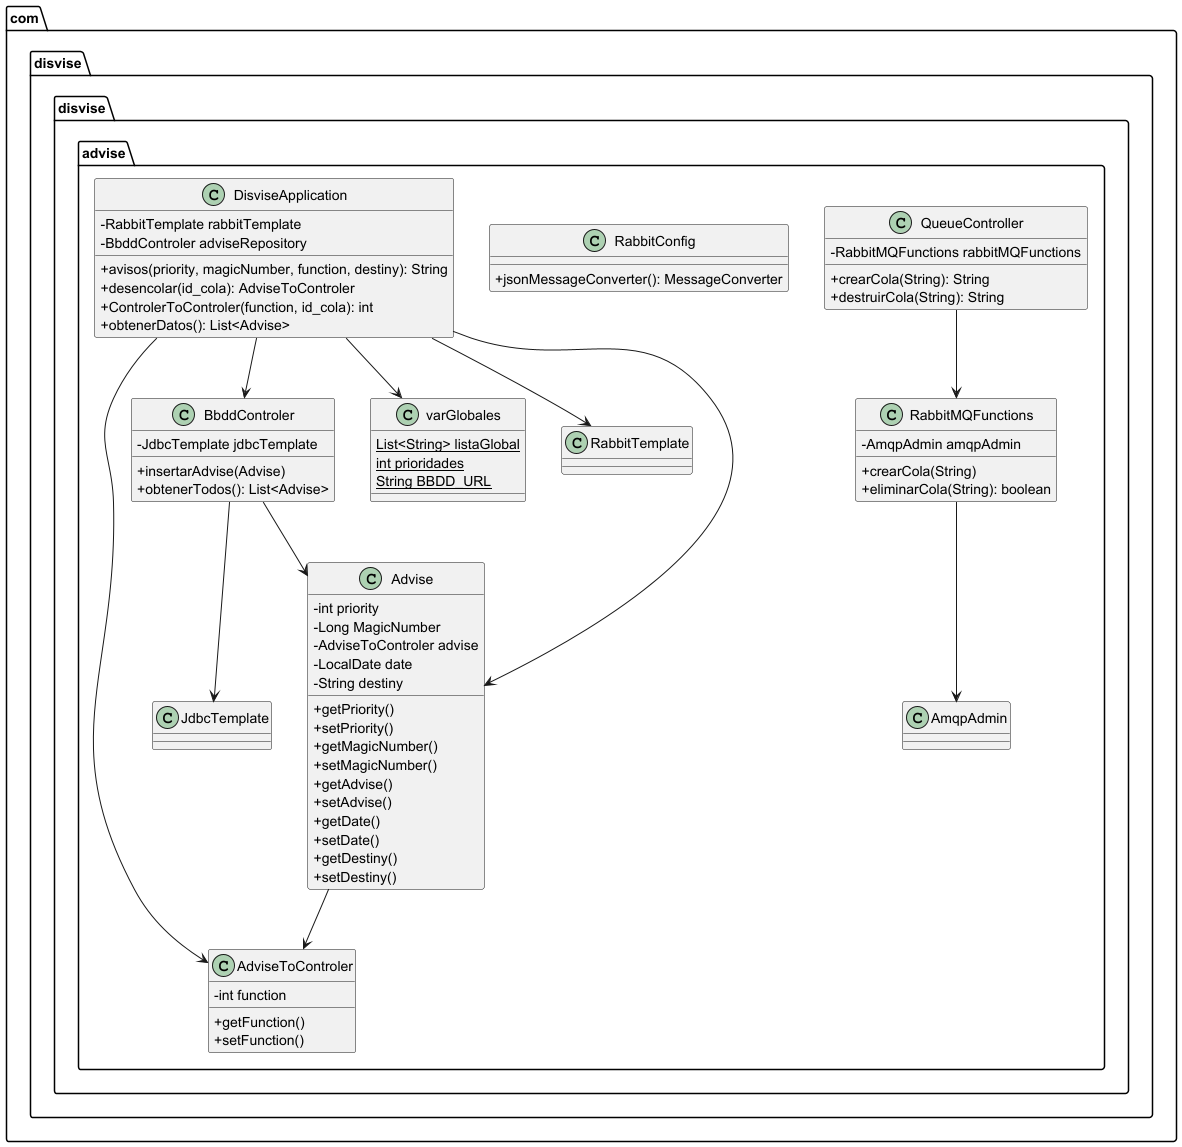 com
disvise
disvise
advise
C DisviseApplication
-RabbitTemplate rabbitTemplate
-BbddControler adviseRepository
+avisos(priority, magicNumber, function, destiny): String
+desencolar(id_cola): AdviseToControler
+ControlerToControler(function, id_cola): int
+obtenerDatos(): List<Advise>
C RabbitConfig
+jsonMessageConverter(): MessageConverter
C QueueController
-RabbitMQFunctions rabbitMQFunctions
+crearCola(String): String
+destruirCola(String): String
C BbddControler
-JdbcTemplate jdbcTemplate
+insertarAdvise(Advise)
+obtenerTodos(): List<Advise>
C varGlobales
List<String> listaGlobal
int prioridades
String BBDD_URL
C RabbitTemplate
C RabbitMQFunctions
-AmqpAdmin amqpAdmin
+crearCola(String)
+eliminarCola(String): boolean
C Advise
-int priority
-Long MagicNumber
-AdviseToControler advise
-LocalDate date
-String destiny
+getPriority()
+setPriority()
+getMagicNumber()
+setMagicNumber()
+getAdvise()
+setAdvise()
+getDate()
+setDate()
+getDestiny()
+setDestiny()
C JdbcTemplate
C AmqpAdmin
C AdviseToControler
-int function
+getFunction()
+setFunction()